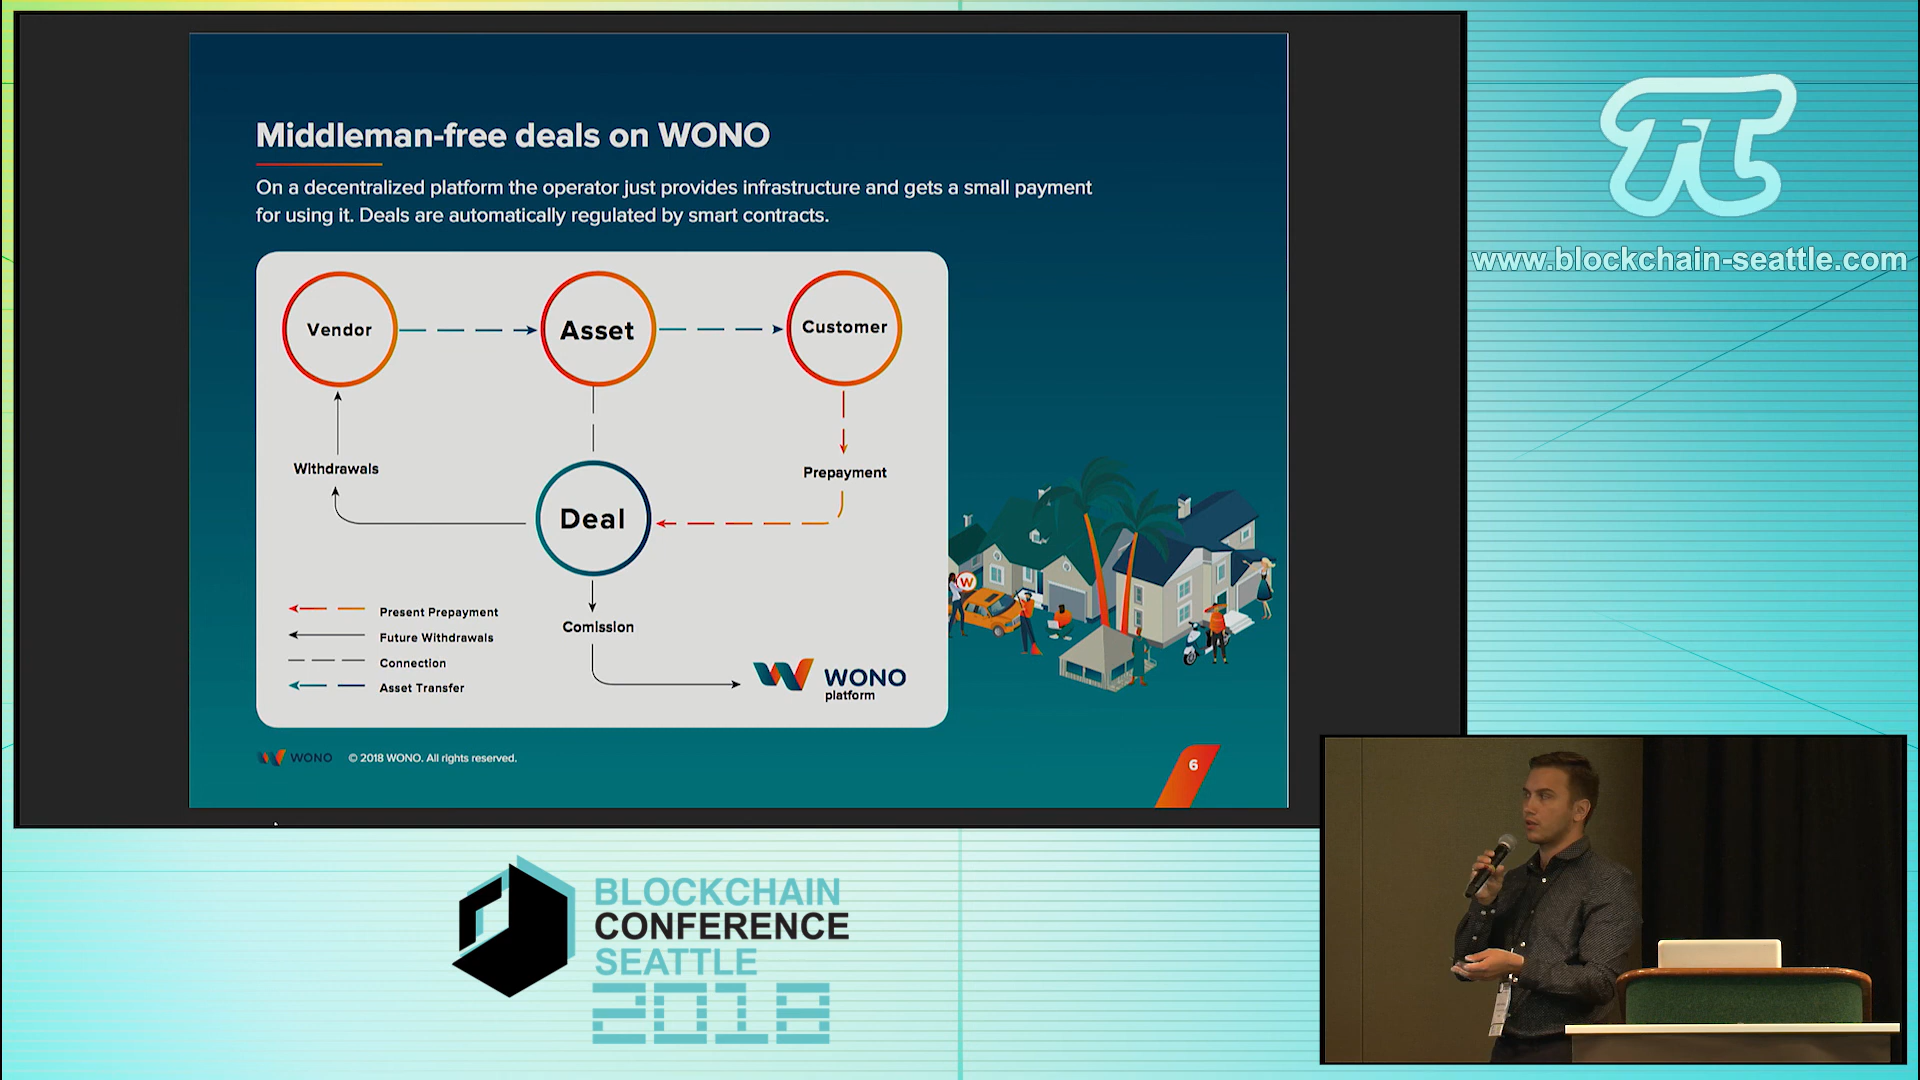 Middleman-free deals on WONO
On a decentralized platform the operator just provides infrastructure and gets a small payment
for using it. Deals are automatically regulated by smart contracts.
Vendor
Asset
Customer
Withdrawals
Prepayment
Deal
Comission
Present Prepayment
Future Withdrawals
Connection
Asset Transfer
WONO
platform
W
WONO
© 2018 WONO. All rights reserved.
6
www.blockchain-seattle.com
BLOCKCHAIN
CONFERENCE
SEATTLE
2018